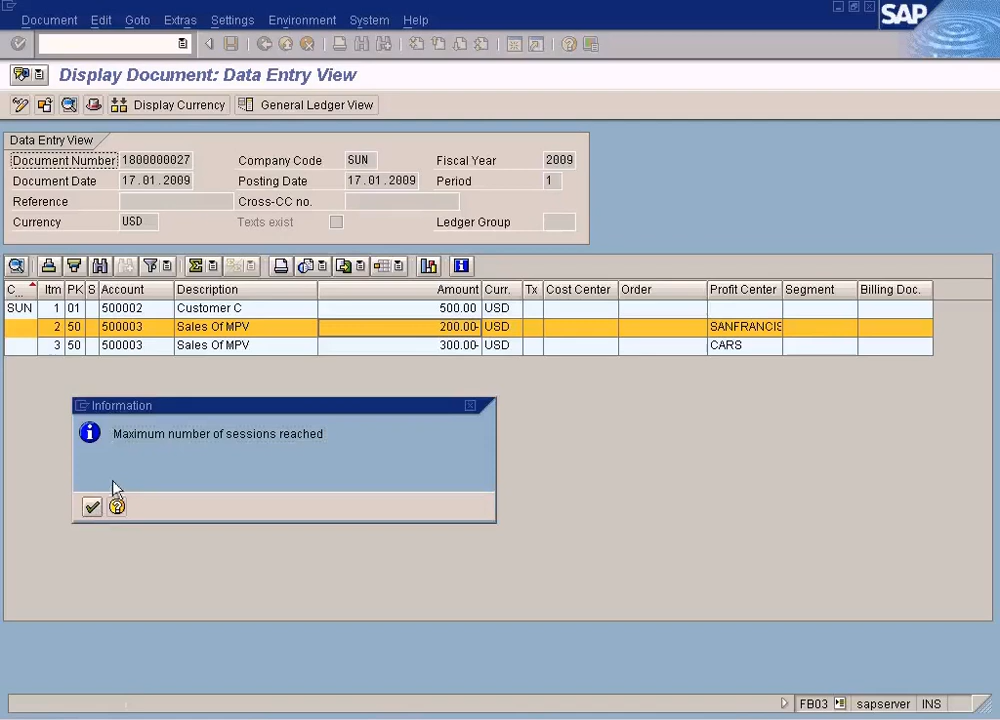 Document Edit Goto Extras Settings Environment System Help
SAP
Display Document: Data Entry View
Display Currency General Ledger View
Data Entry View
Document Number 1800000027 Company Code SUN Fiscal Year 2009
Document Date 17.01.2009 Posting Date 17.01.2009 Period 1
Reference Cross-CC no.
Currency USD Texts exist Ledger Group
C... Itm PK S Account Description Amount Curr. Tx Cost Center Order Profit Center Segment Billing Doc.
SUN 1 01 500002 Customer C 500.00 USD
2 50 500003 Sales Of MPV 200.00- USD SANFRANCIS
3 50 500003 Sales Of MPV 300.00- USD CARS
Information
Maximum number of sessions reached
FB03 sapserver INS